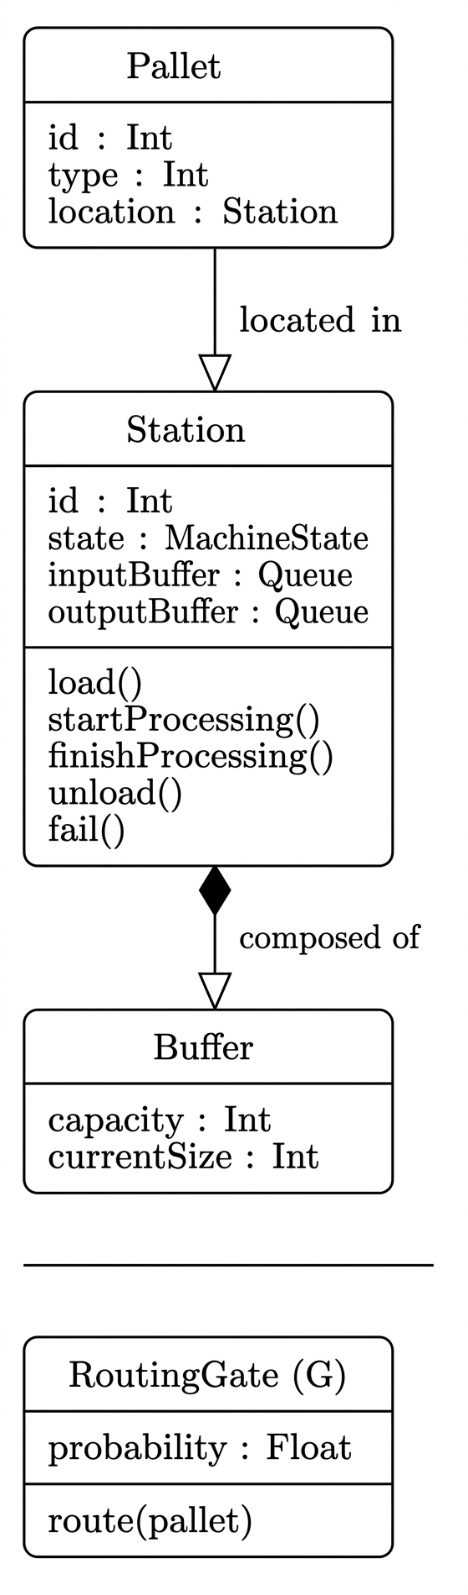 Pallet
id : Int
type : Int
location : Station
located in
Station
id : Int
state : MachineState
inputBuffer : Queue
outputBuffer : Queue
load()
startProcessing()
finishProcessing()
unload()
fail()
composed of
Buffer
capacity : Int
currentSize : Int
RoutingGate (G)
probability : Float
route(pallet)